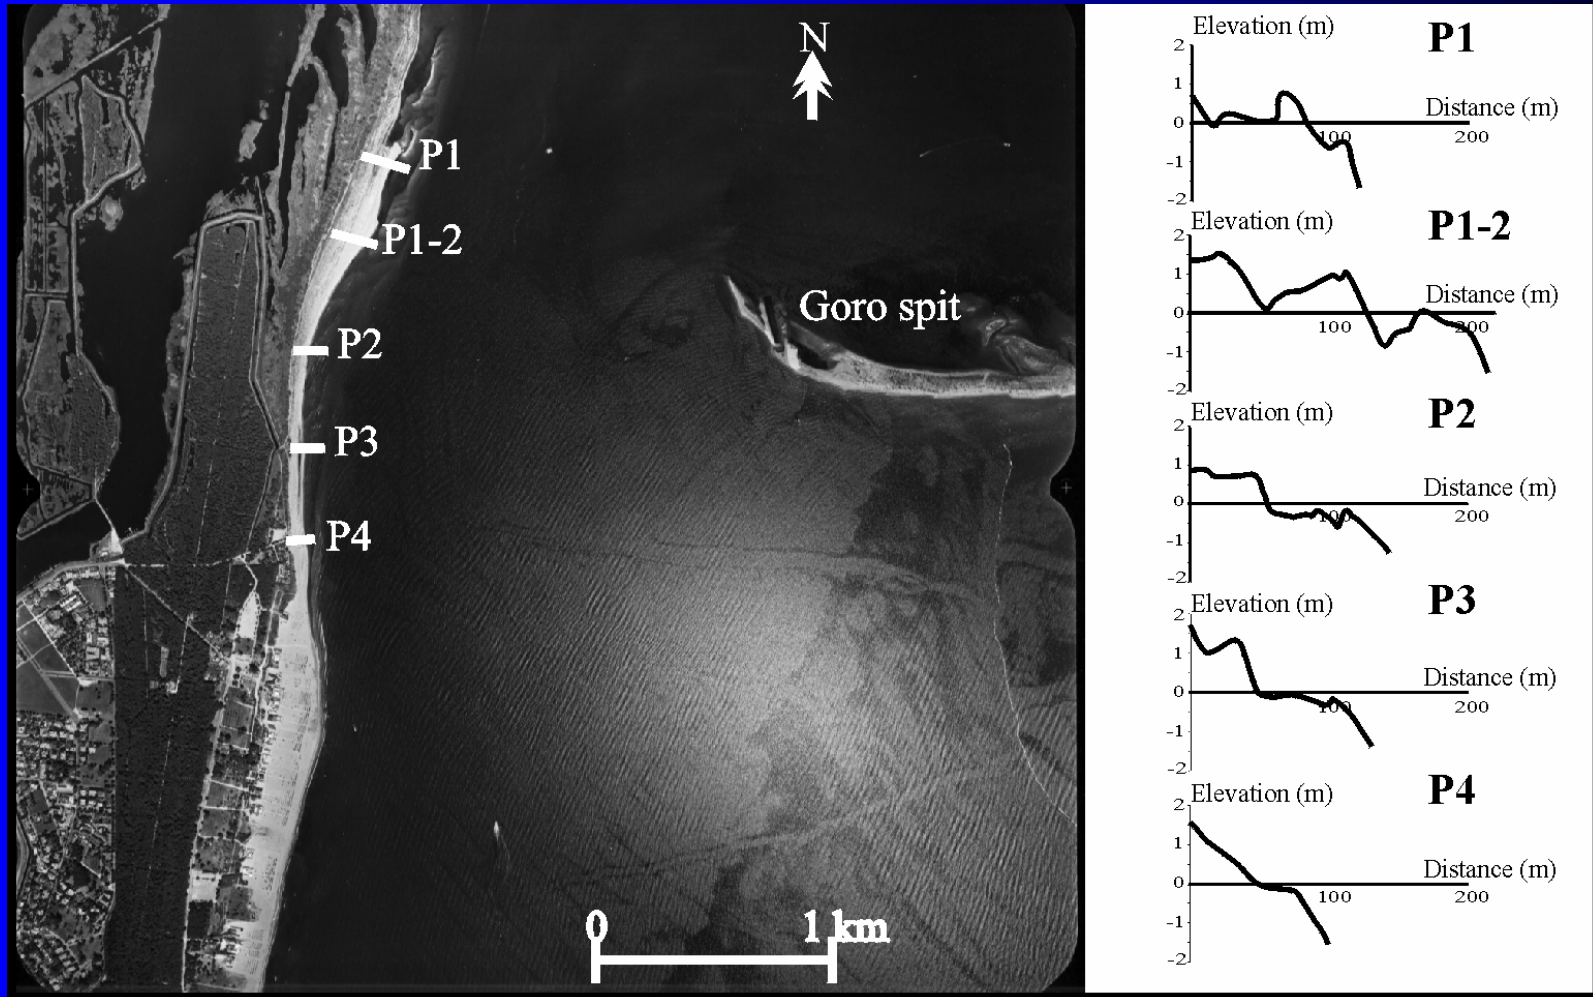 N
P1
P1-2
Goro spit
P2
P3
P4
0 1 km
Elevation (m) P1
2
1
Distance (m)
0
100 200
-1
-2
Elevation (m) P1-2
2
1
Distance (m)
0
100 200
-1
-2
Elevation (m) P2
2
1
Distance (m)
0
100 200
-1
-2
Elevation (m) P3
2
1
Distance (m)
0
100 200
-1
-2
Elevation (m) P4
2
1
Distance (m)
0
100 200
-1
-2